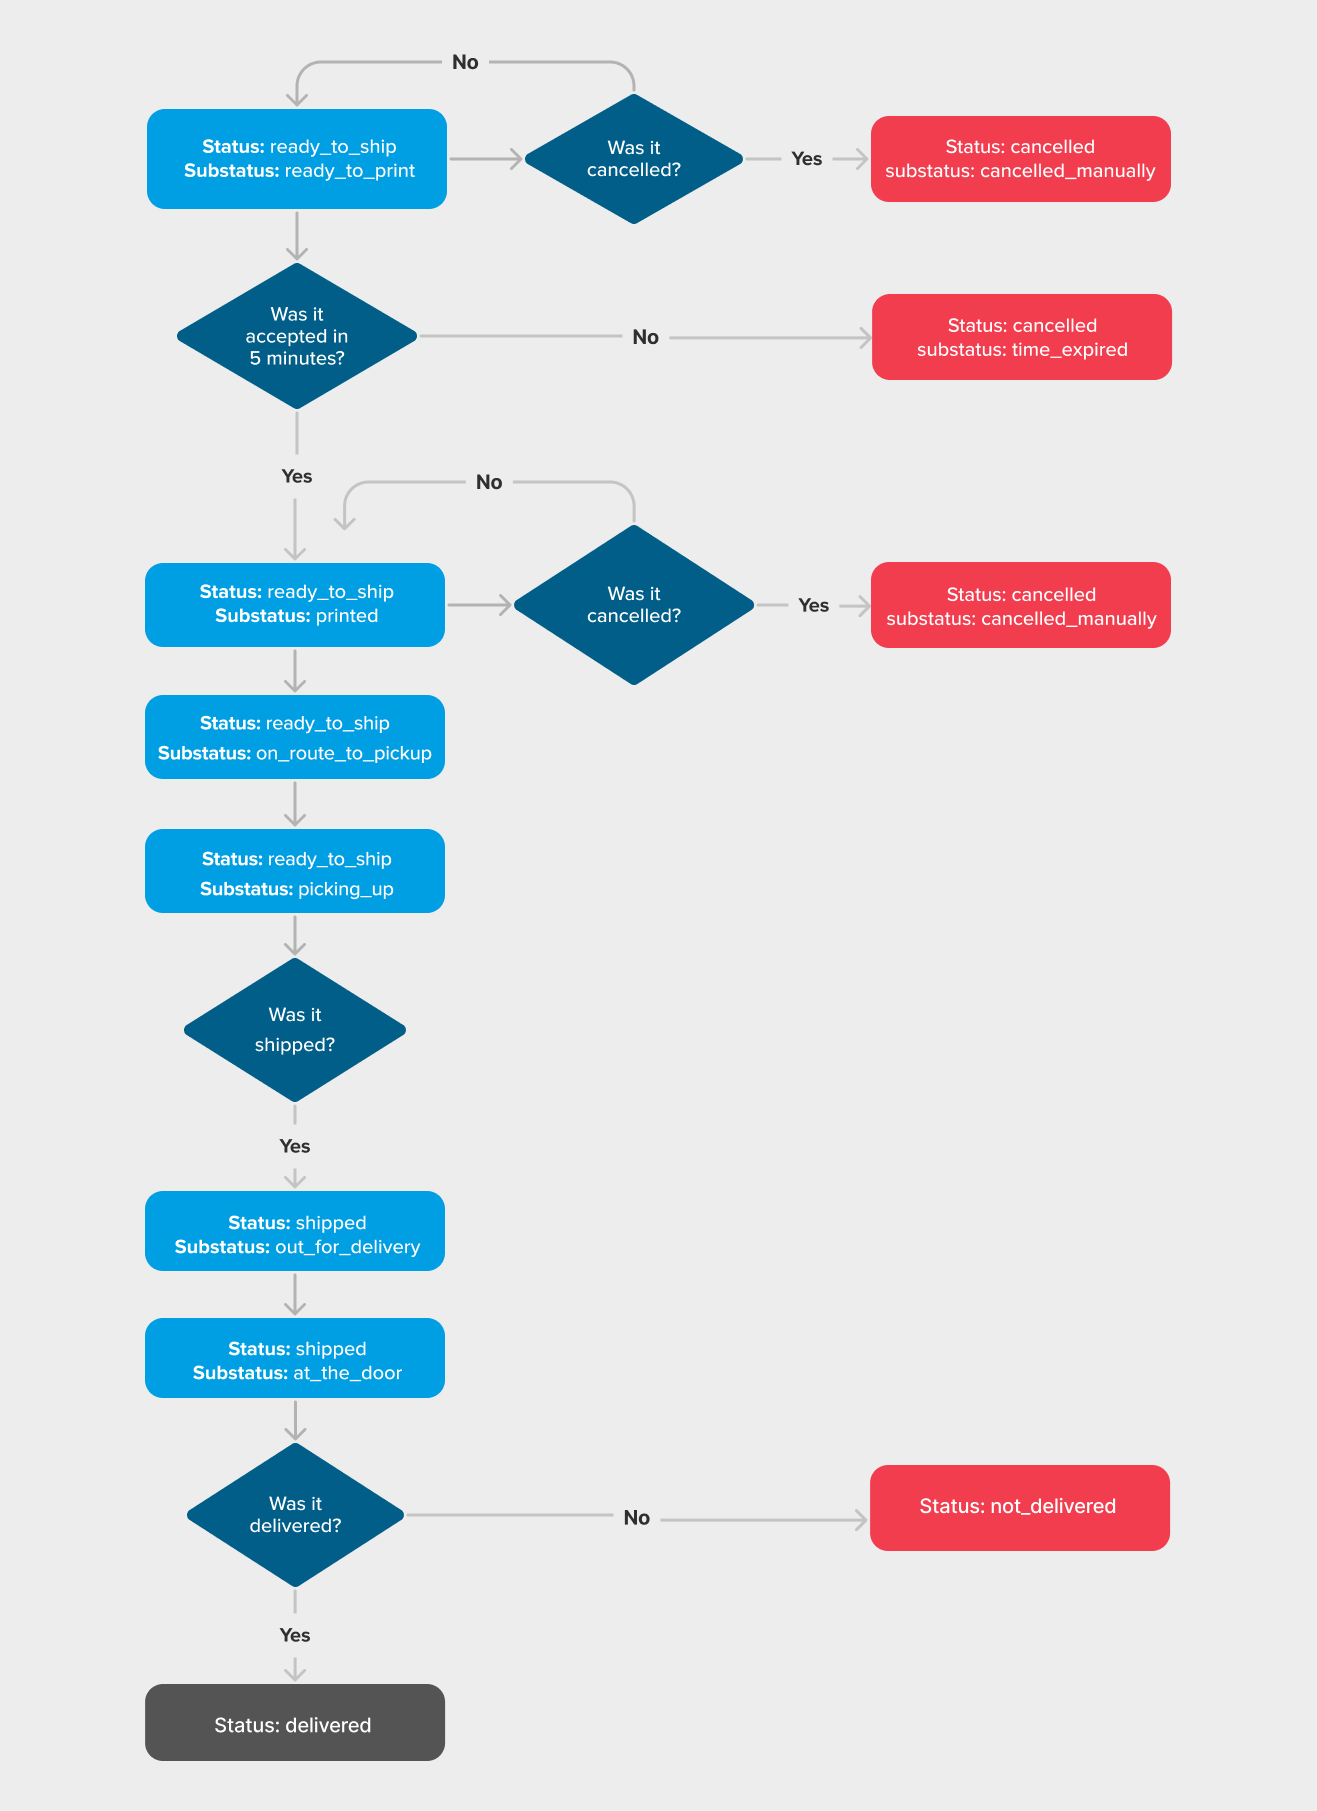 No
Status: ready_to_ship
Substatus: ready_to_print
Was it
cancelled?
Yes
Status: cancelled
substatus: cancelled_manually
Was it
accepted in
5 minutes?
No
Status: cancelled
substatus: time_expired
Yes
No
Status: ready_to_ship
Substatus: printed
Was it
cancelled?
Yes
Status: cancelled
substatus: cancelled_manually
Status: ready_to_ship
Substatus: on_route_to_pickup
Status: ready_to_ship
Substatus: picking_up
Was it
shipped?
Yes
Status: shipped
Substatus: out_for_delivery
Status: shipped
Substatus: at_the_door
Was it
delivered?
No
Status: not_delivered
Yes
Status: delivered